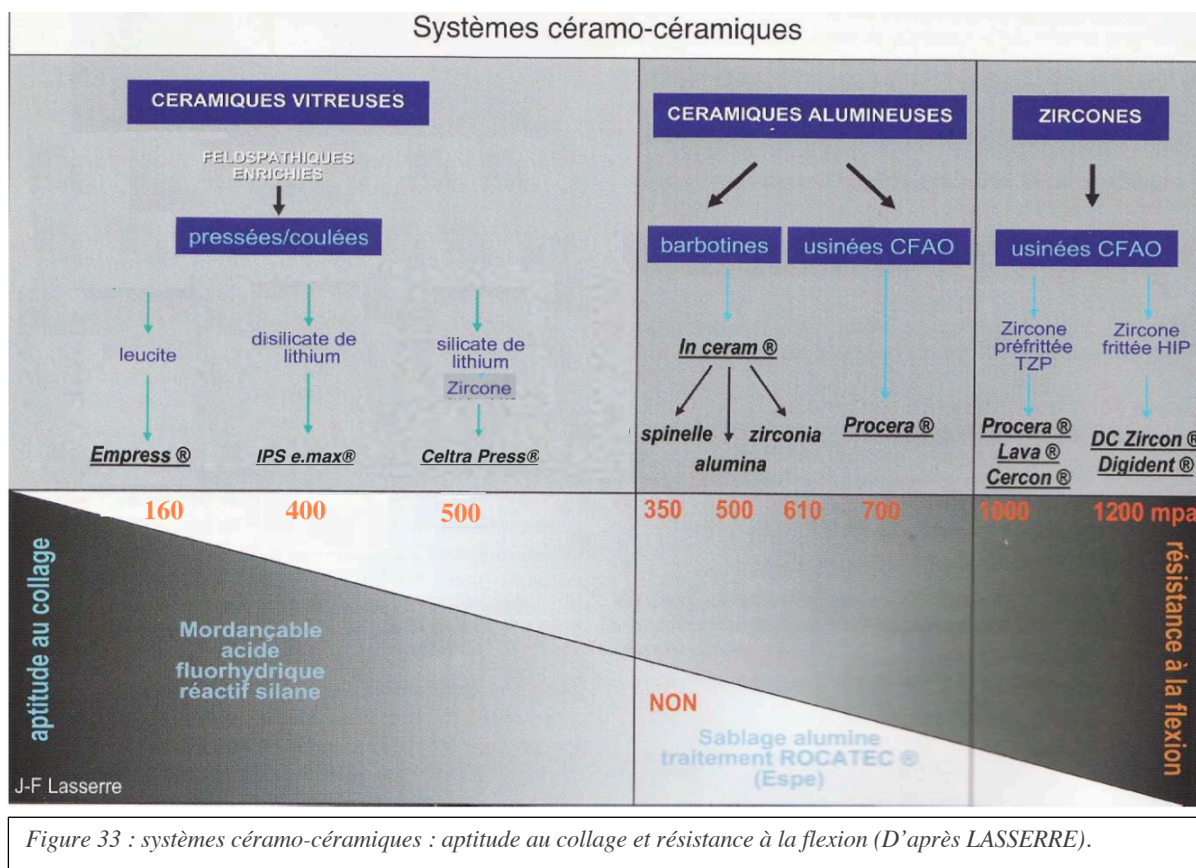 Systèmes céramo-céramiques
CERAMIQUES VITREUSES
FELDSPATHIQUES
ENRICHIES
pressées/coulées
leucite
disilicate de
lithium
silicate de
lithium
Zircone
Empress ®
IPS e.max®
Celtra Press®
CERAMIQUES ALUMINEUSES
barbotines
usinées CFAO
In ceram ®
spinelle
alumina
zirconia
Procera ®
ZIRCONES
usinées CFAO
Zircone
préfrittée
TZP
Zircone
frittée HIP
Procera ®
Lava ®
Cercon ®
DC Zircon ®
Digident ®
160 400 500 350 500 610 700 1000 1200 mpa
aptitude au collage
Mordançable
acide
fluorhydrique
réactif silane
NON
Sablage alumine
traitement ROCATEC ®
(Espe)
résistance à la flexion
J-F Lasserre
Figure 33 : systèmes céramo-céramiques : aptitude au collage et résistance à la flexion (D'après LASSERRE).